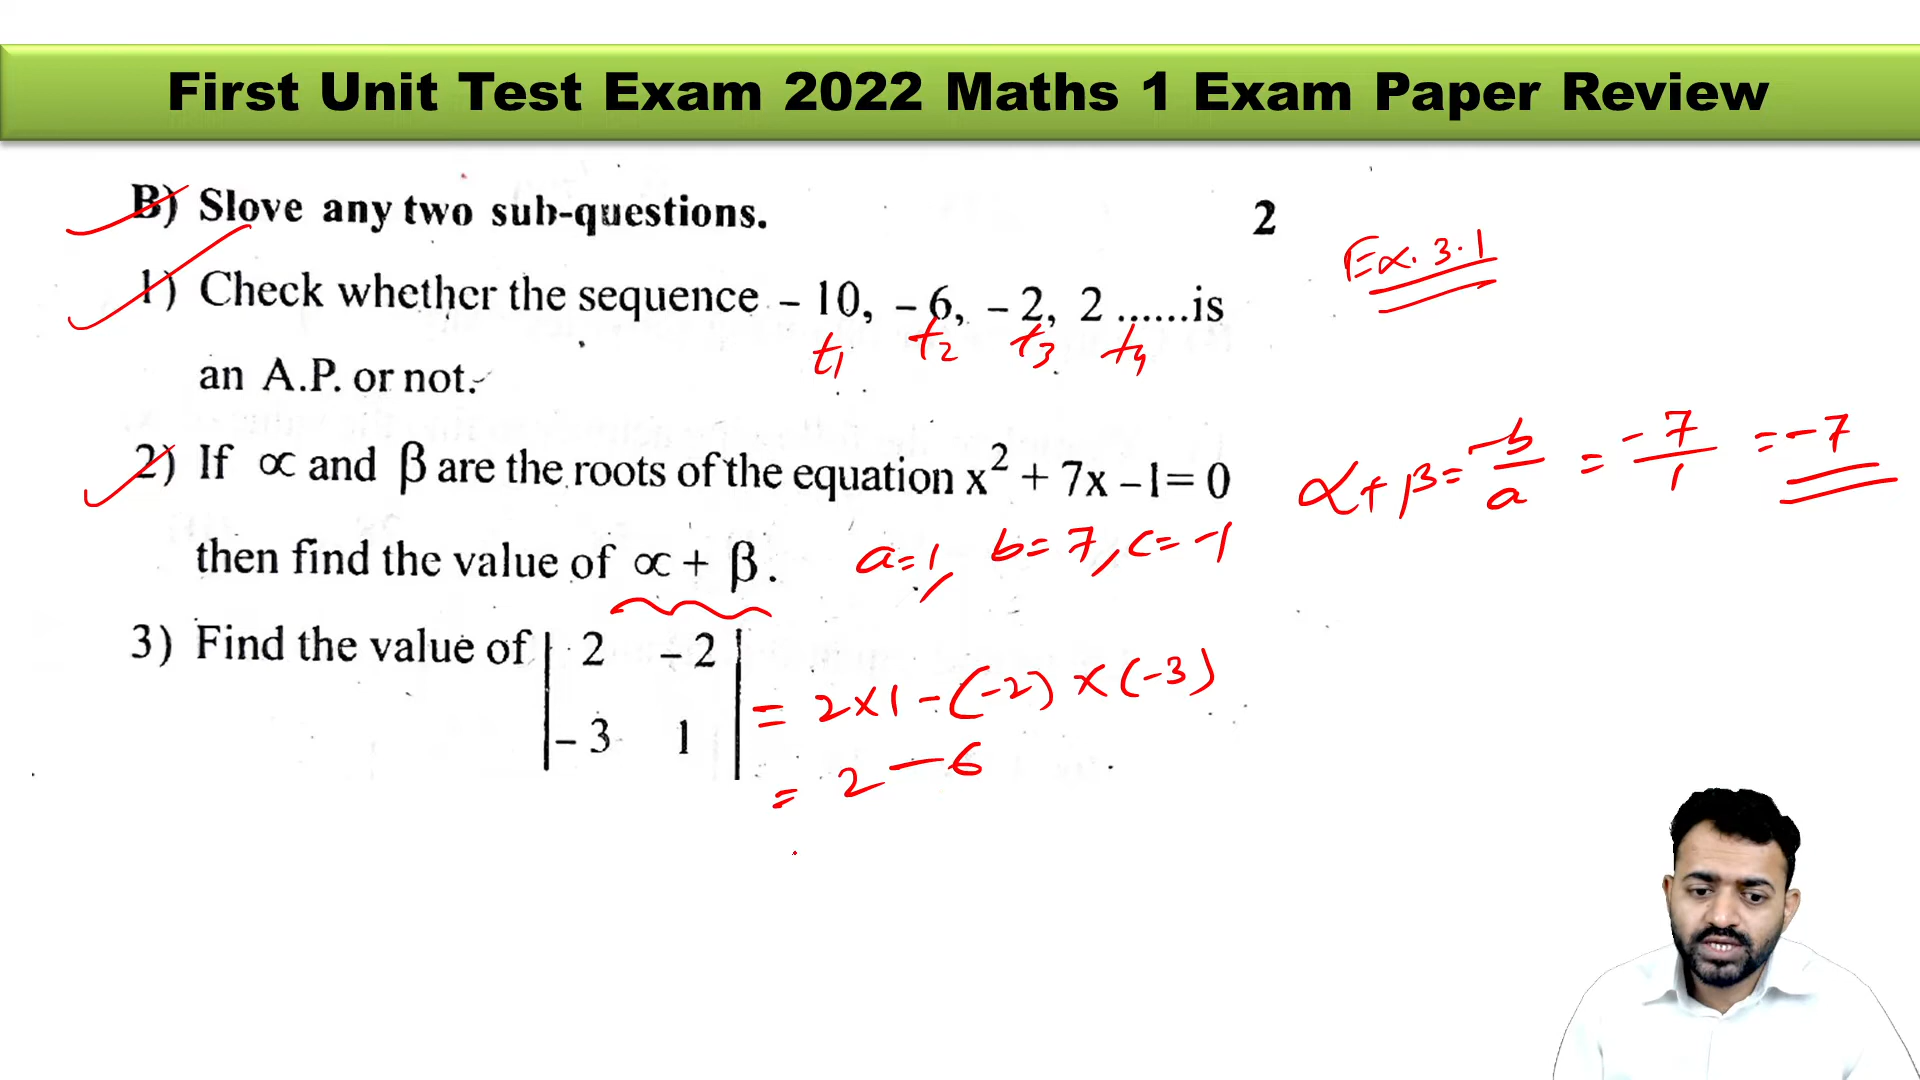 First Unit Test Exam 2022 Maths 1 Exam Paper Review
B) Slove any two sub-questions. 2
Ex. 3.1
1) Check whether the sequence – 10, – 6, – 2, 2 ......is
t1 t2 t3 t4
an A.P. or not.
2) If ∝ and β are the roots of the equation x² + 7x – 1= 0
α + β = -b/a = -7/1 = -7
then find the value of ∝ + β.
a=1, b=7, c=-1
3) Find the value of | 2 – 2 |
= 2×1 - (-2) × (-3)
| – 3 1 |
= 2 - 6